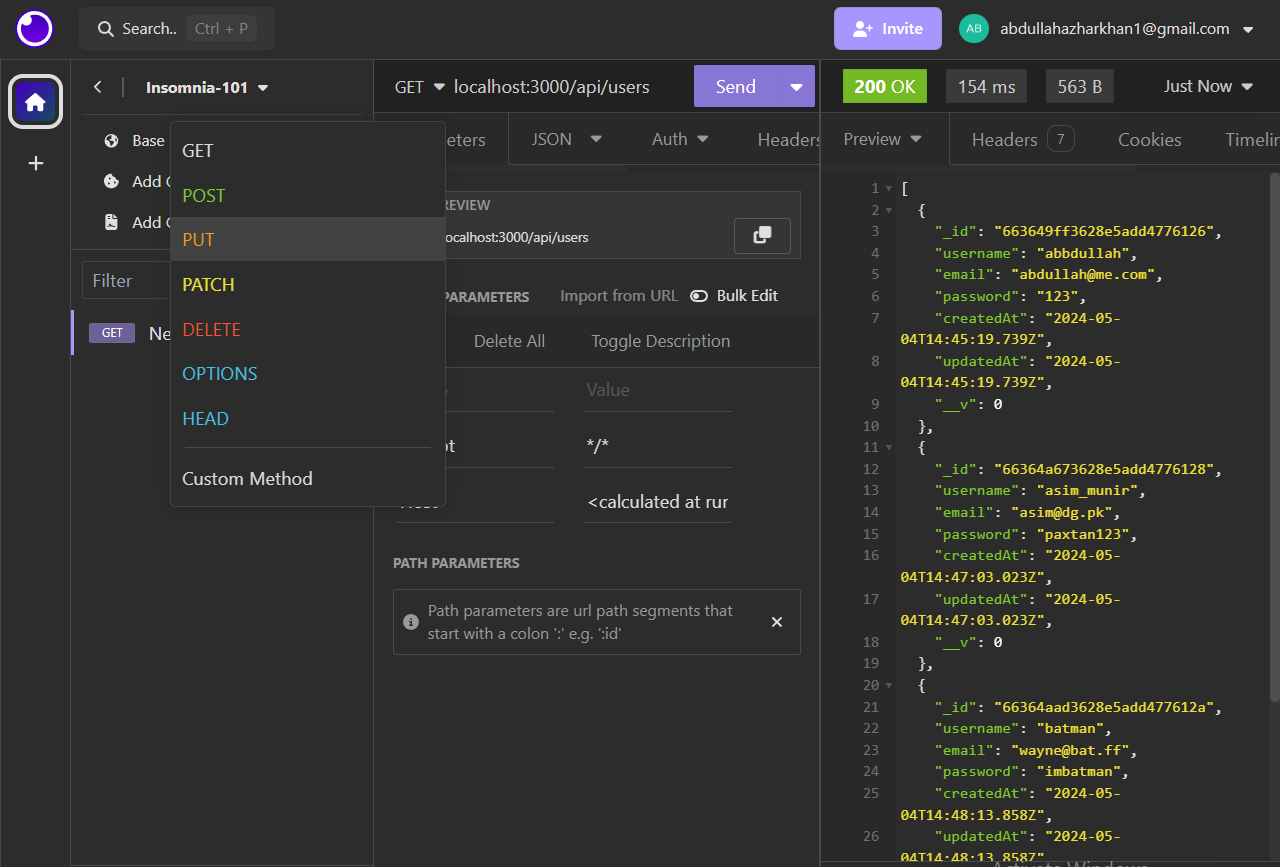 Search..
Ctrl + P
Invite
AB
abdullahazharkhan1@gmail.com
Insomnia-101
GET
localhost:3000/api/users
Send
200 OK
154 ms
563 B
Just Now
Base
Add
Add
Filter
GET
Ne
GET
POST
PUT
PATCH
DELETE
OPTIONS
HEAD
Custom Method
eters
JSON
Auth
Headers
REVIEW
ocalhost:3000/api/users
PARAMETERS
Import from URL
Bulk Edit
Delete All
Toggle Description
Value
pt
*/*
<calculated at rur
PATH PARAMETERS
Path parameters are url path segments that
start with a colon ':' e.g. ':id'
Preview
Headers
7
Cookies
Timelin
1 [
2 {
3 "_id": "663649ff3628e5add4776126",
4 "username": "abbdullah",
5 "email": "abdullah@me.com",
6 "password": "123",
7 "createdAt": "2024-05-
04T14:45:19.739Z",
8 "updatedAt": "2024-05-
04T14:45:19.739Z",
9 "__v": 0
10 },
11 {
12 "_id": "66364a673628e5add4776128",
13 "username": "asim_munir",
14 "email": "asim@dg.pk",
15 "password": "paxtan123",
16 "createdAt": "2024-05-
04T14:47:03.023Z",
17 "updatedAt": "2024-05-
04T14:47:03.023Z",
18 "__v": 0
19 },
20 {
21 "_id": "66364aad3628e5add477612a",
22 "username": "batman",
23 "email": "wayne@bat.ff",
24 "password": "imbatman",
25 "createdAt": "2024-05-
04T14:48:13.858Z",
26 "updatedAt": "2024-05-
04T14:48:13.858Z",
Activate Windows